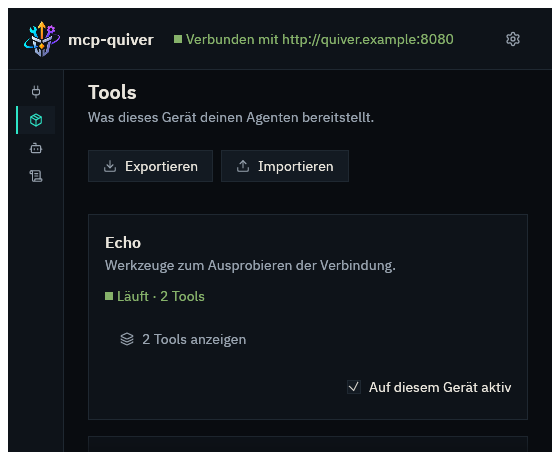 mcp-quiver
Verbunden mit http://quiver.example:8080
Tools
Was dieses Gerät deinen Agenten bereitstellt.
Exportieren
Importieren
Echo
Werkzeuge zum Ausprobieren der Verbindung.
Läuft · 2 Tools
2 Tools anzeigen
Auf diesem Gerät aktiv